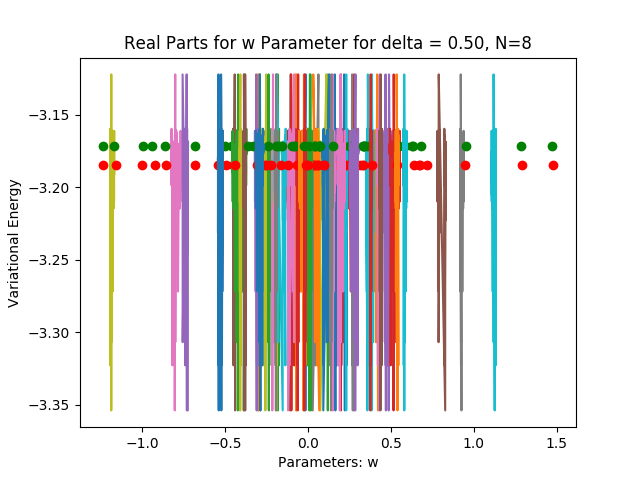 Real Parts for w Parameter for delta = 0.50, N=8
Variational Energy
−3.15
−3.20
−3.25
−3.30
−3.35
−1.0 −0.5 0.0 0.5 1.0 1.5
Parameters: w